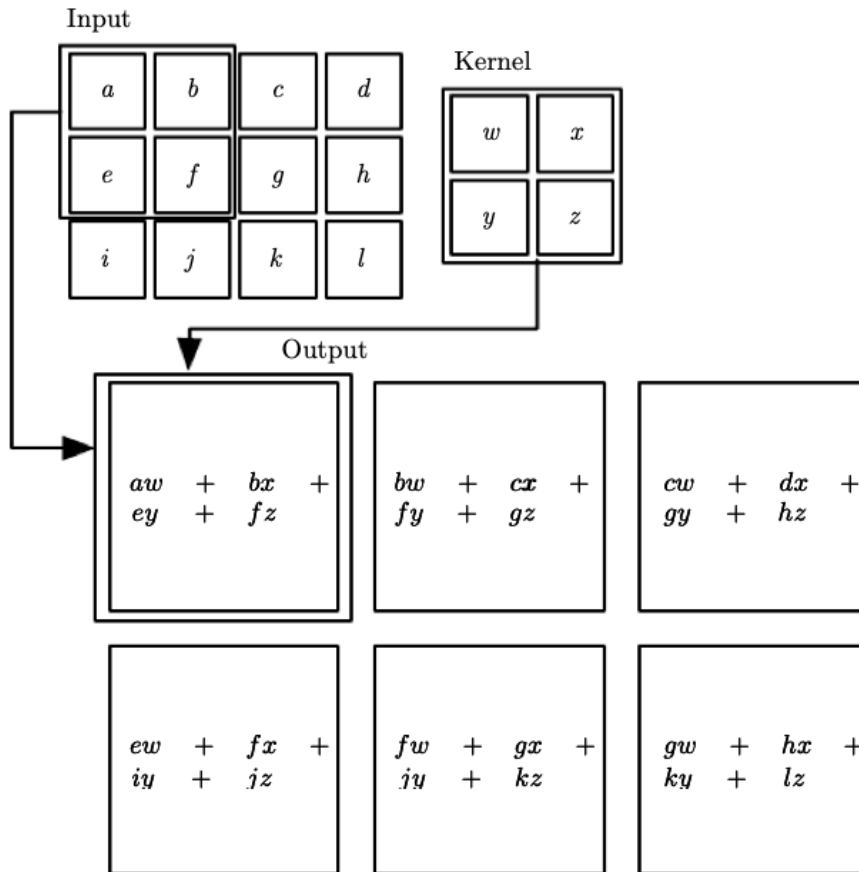 Input
Kernel
a b c d
e f g h
i j k l
w x
y z
Output
aw + bx +
ey + fz
bw + cx +
fy + gz
cw + dx +
gy + hz
ew + fx +
iy + jz
fw + gx +
jy + kz
gw + hx +
ky + lz